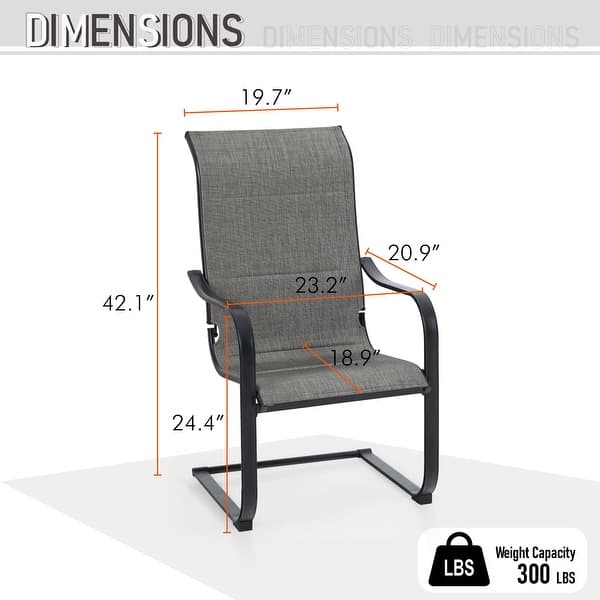 DIMENSIONS DIMENSIONS DIMENSIONS
19.7”
20.9”
23.2”
42.1”
18.9”
24.4”
LBS
Weight Capacity
300 LBS